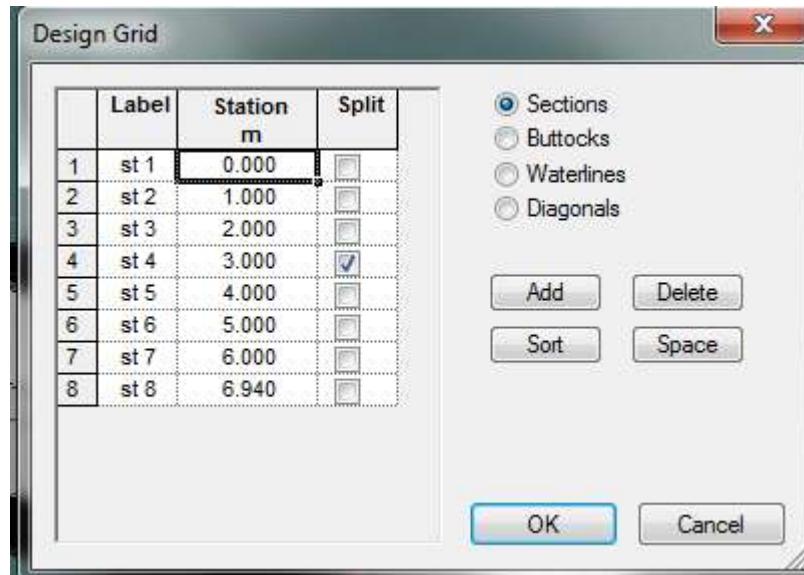 Design Grid
Label Station m Split
1 st 1 0.000
2 st 2 1.000
3 st 3 2.000
4 st 4 3.000
5 st 5 4.000
6 st 6 5.000
7 st 7 6.000
8 st 8 6.940
Sections
Buttocks
Waterlines
Diagonals
Add Delete
Sort Space
OK Cancel